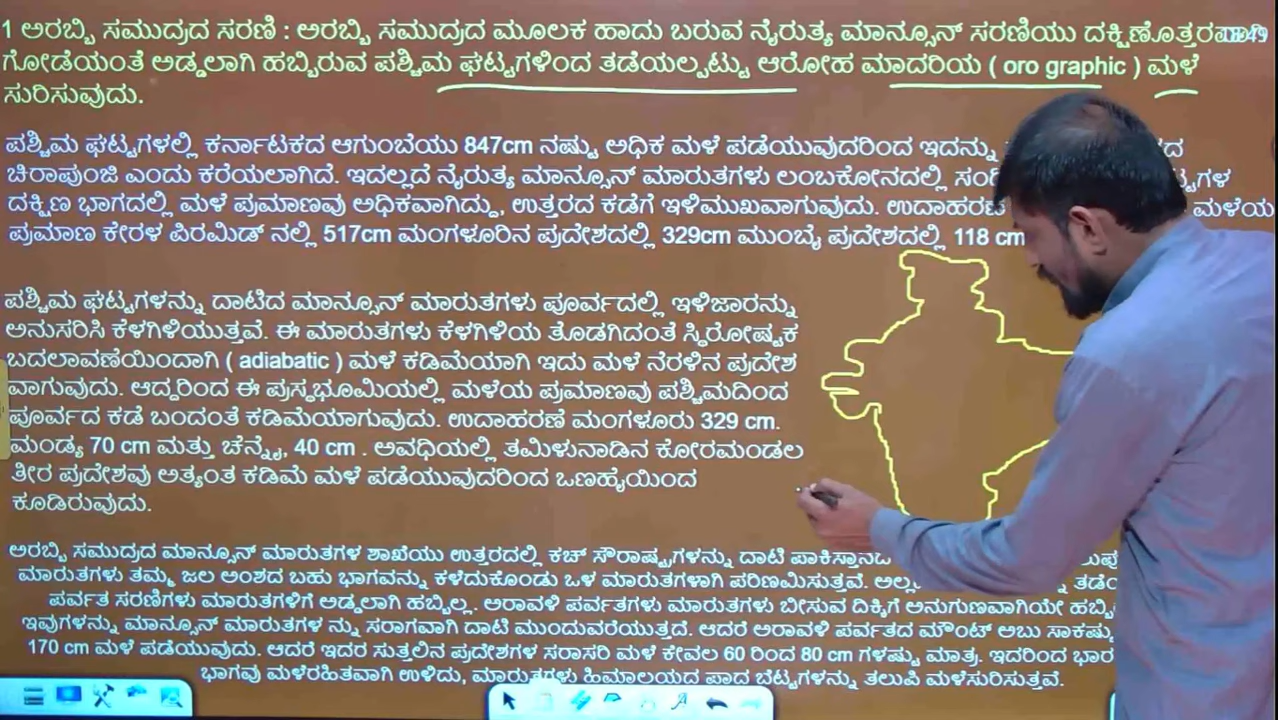 1 ಅರಬ್ಬಿ ಸಮುದ್ರದ ಸರಣಿ : ಅರಬ್ಬಿ ಸಮುದ್ರದ ಮೂಲಕ ಹಾದು ಬರುವ ನೈರುತ್ಯ ಮಾನ್ಸೂನ್ ಸರಣಿಯು
ಗೋಡೆಯಂತೆ ಅಡ್ಡಲಾಗಿ ಹಬ್ಬಿರುವ ಪಶ್ಚಿಮ ಘಟ್ಟಗಳಿಂದ ತಡೆಯಲ್ಪಟ್ಟು ಆರೋಹ ಮಾದರಿಯ ( oro graphic ) ಮಳೆ
ಸುರಿಸುವುದು.
ಪಶ್ಚಿಮ ಘಟ್ಟಗಳಲ್ಲಿ ಕರ್ನಾಟಕದ ಆಗುಂಬೆಯು 847cm ನಷ್ಟು ಅಧಿಕ ಮಳೆ ಪಡೆಯುವುದರಿಂದ ಇದನ್ನು
ಚಿರಾಪುಂಜಿ ಎಂದು ಕರೆಯಲಾಗಿದೆ. ಇದಲ್ಲದೆ ನೈರುತ್ಯ ಮಾನ್ಸೂನ್ ಮಾರುತಗಳು ಲಂಬಕೋನದಲ್ಲಿ
ದಕ್ಷಿಣ ಭಾಗದಲ್ಲಿ ಮಳೆ ಪ್ರಮಾಣವು ಅಧಿಕವಾಗಿದ್ದು, ಉತ್ತರದ ಕಡೆಗೆ ಇಳಿಮುಖವಾಗುವುದು. ಮಳೆಯ
ಪ್ರಮಾಣ ಕೇರಳ ಪಿರಮಿಡ್ ನಲ್ಲಿ 517cm ಮಂಗಳೂರಿನ ಪ್ರದೇಶದಲ್ಲಿ 329cm ಮುಂಬೈ ಪ್ರದೇಶದಲ್ಲಿ 118 cm
ಪಶ್ಚಿಮ ಘಟ್ಟಗಳನ್ನು ದಾಟಿದ ಮಾನ್ಸೂನ್ ಮಾರುತಗಳು ಪೂರ್ವದಲ್ಲಿ ಇಳಿಜಾರನ್ನು
ಅನುಸರಿಸಿ ಕೆಳಗಿಳಿಯುತ್ತವೆ. ಈ ಮಾರುತಗಳು ಕೆಳಗಿಳಿಯ ತೊಡಗಿದಂತೆ ಸ್ಥಿರೋಷ್ಟಕ
ಬದಲಾವಣೆಯಿಂದಾಗಿ ( adiabatic ) ಮಳೆ ಕಡಿಮೆಯಾಗಿ ಇದು ಮಳೆ ನೆರಳಿನ ಪ್ರದೇಶ
ವಾಗುವುದು. ಆದ್ದರಿಂದ ಈ ಪ್ರಸ್ಥಭೂಮಿಯಲ್ಲಿ ಮಳೆಯ ಪ್ರಮಾಣವು ಪಶ್ಚಿಮದಿಂದ
ಪೂರ್ವದ ಕಡೆ ಬಂದಂತೆ ಕಡಿಮೆಯಾಗುವುದು. ಉದಾಹರಣೆ ಮಂಗಳೂರು 329 cm.
ಮಂಡ್ಯ 70 cm ಮತ್ತು ಚೆನ್ನೈ, 40 cm . ಅವಧಿಯಲ್ಲಿ ತಮಿಳುನಾಡಿನ ಕೋರಮಂಡಲ
ತೀರ ಪ್ರದೇಶವು ಅತ್ಯಂತ ಕಡಿಮೆ ಮಳೆ ಪಡೆಯುವುದರಿಂದ ಒಣಹೈಯಿಂದ
ಕೂಡಿರುವುದು.
ಅರಬ್ಬಿ ಸಮುದ್ರದ ಮಾನ್ಸೂನ್ ಮಾರುತಗಳ ಶಾಖೆಯು ಉತ್ತರದಲ್ಲಿ ಕಚ್ ಸೌರಾಷ್ಟ್ರಗಳನ್ನು ದಾಟಿ
ಮಾರುತಗಳು ತಮ್ಮ ಜಲ ಅಂಶದ ಬಹು ಭಾಗವನ್ನು ಕಳೆದುಕೊಂಡು ಒಳ ಮಾರುತಗಳಾಗಿ ಪರಿಣಮಿಸುತ್ತವೆ.
ಪರ್ವತ ಸರಣಿಗಳು ಮಾರುತಗಳಿಗೆ ಅಡ್ಡಲಾಗಿ ಹಬ್ಬಿಲ್ಲ. ಅರಾವಳಿ ಪರ್ವತಗಳು ಮಾರುತಗಳು ಬೀಸುವ ದಿಕ್ಕಿಗೆ ಅನುಗುಣವಾಗಿಯೇ
ಇವುಗಳನ್ನು ಮಾನ್ಸೂನ್ ಮಾರುತಗಳ ನ್ನು ಸರಾಗವಾಗಿ ದಾಟಿ ಮುಂದುವರೆಯುತ್ತದೆ. ಆದರೆ ಅರಾವಳಿ ಪರ್ವತದ ಮೌಂಟ್ ಅಬು ಸಾಕಷ್ಟು
170 cm ಮಳೆ ಪಡೆಯುವುದು. ಆದರೆ ಇದರ ಸುತ್ತಲಿನ ಪ್ರದೇಶಗಳ ಸರಾಸರಿ ಮಳೆ ಕೇವಲ 60 ರಿಂದ 80 cm ಗಳಷ್ಟು ಮಾತ್ರ. ಇದರಿಂದ
ಭಾಗವು ಮಳೆರಹಿತವಾಗಿ ಉಳಿದು, ಮಾರುತಗಳು ಹಿಮಾಲಯದ ಪಾದ ಬೆಟ್ಟಗಳನ್ನು ತಲುಪಿ ಮಳೆಸುರಿಸುತ್ತವೆ.